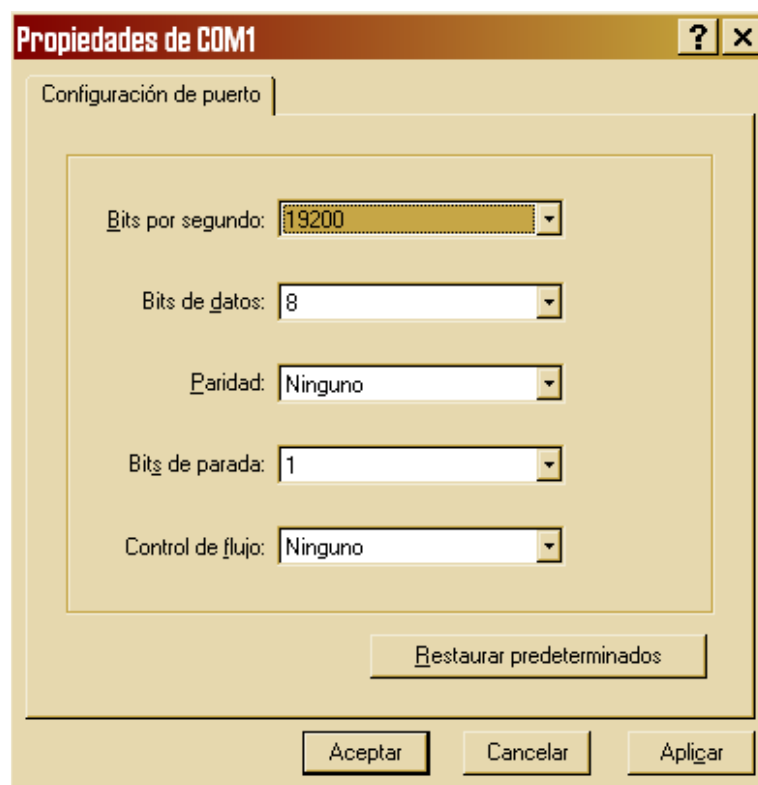 Propiedades de COM1
Configuración de puerto
Bits por segundo: 19200
Bits de datos: 8
Paridad: Ninguno
Bits de parada: 1
Control de flujo: Ninguno
Restaurar predeterminados
Aceptar Cancelar Aplicar